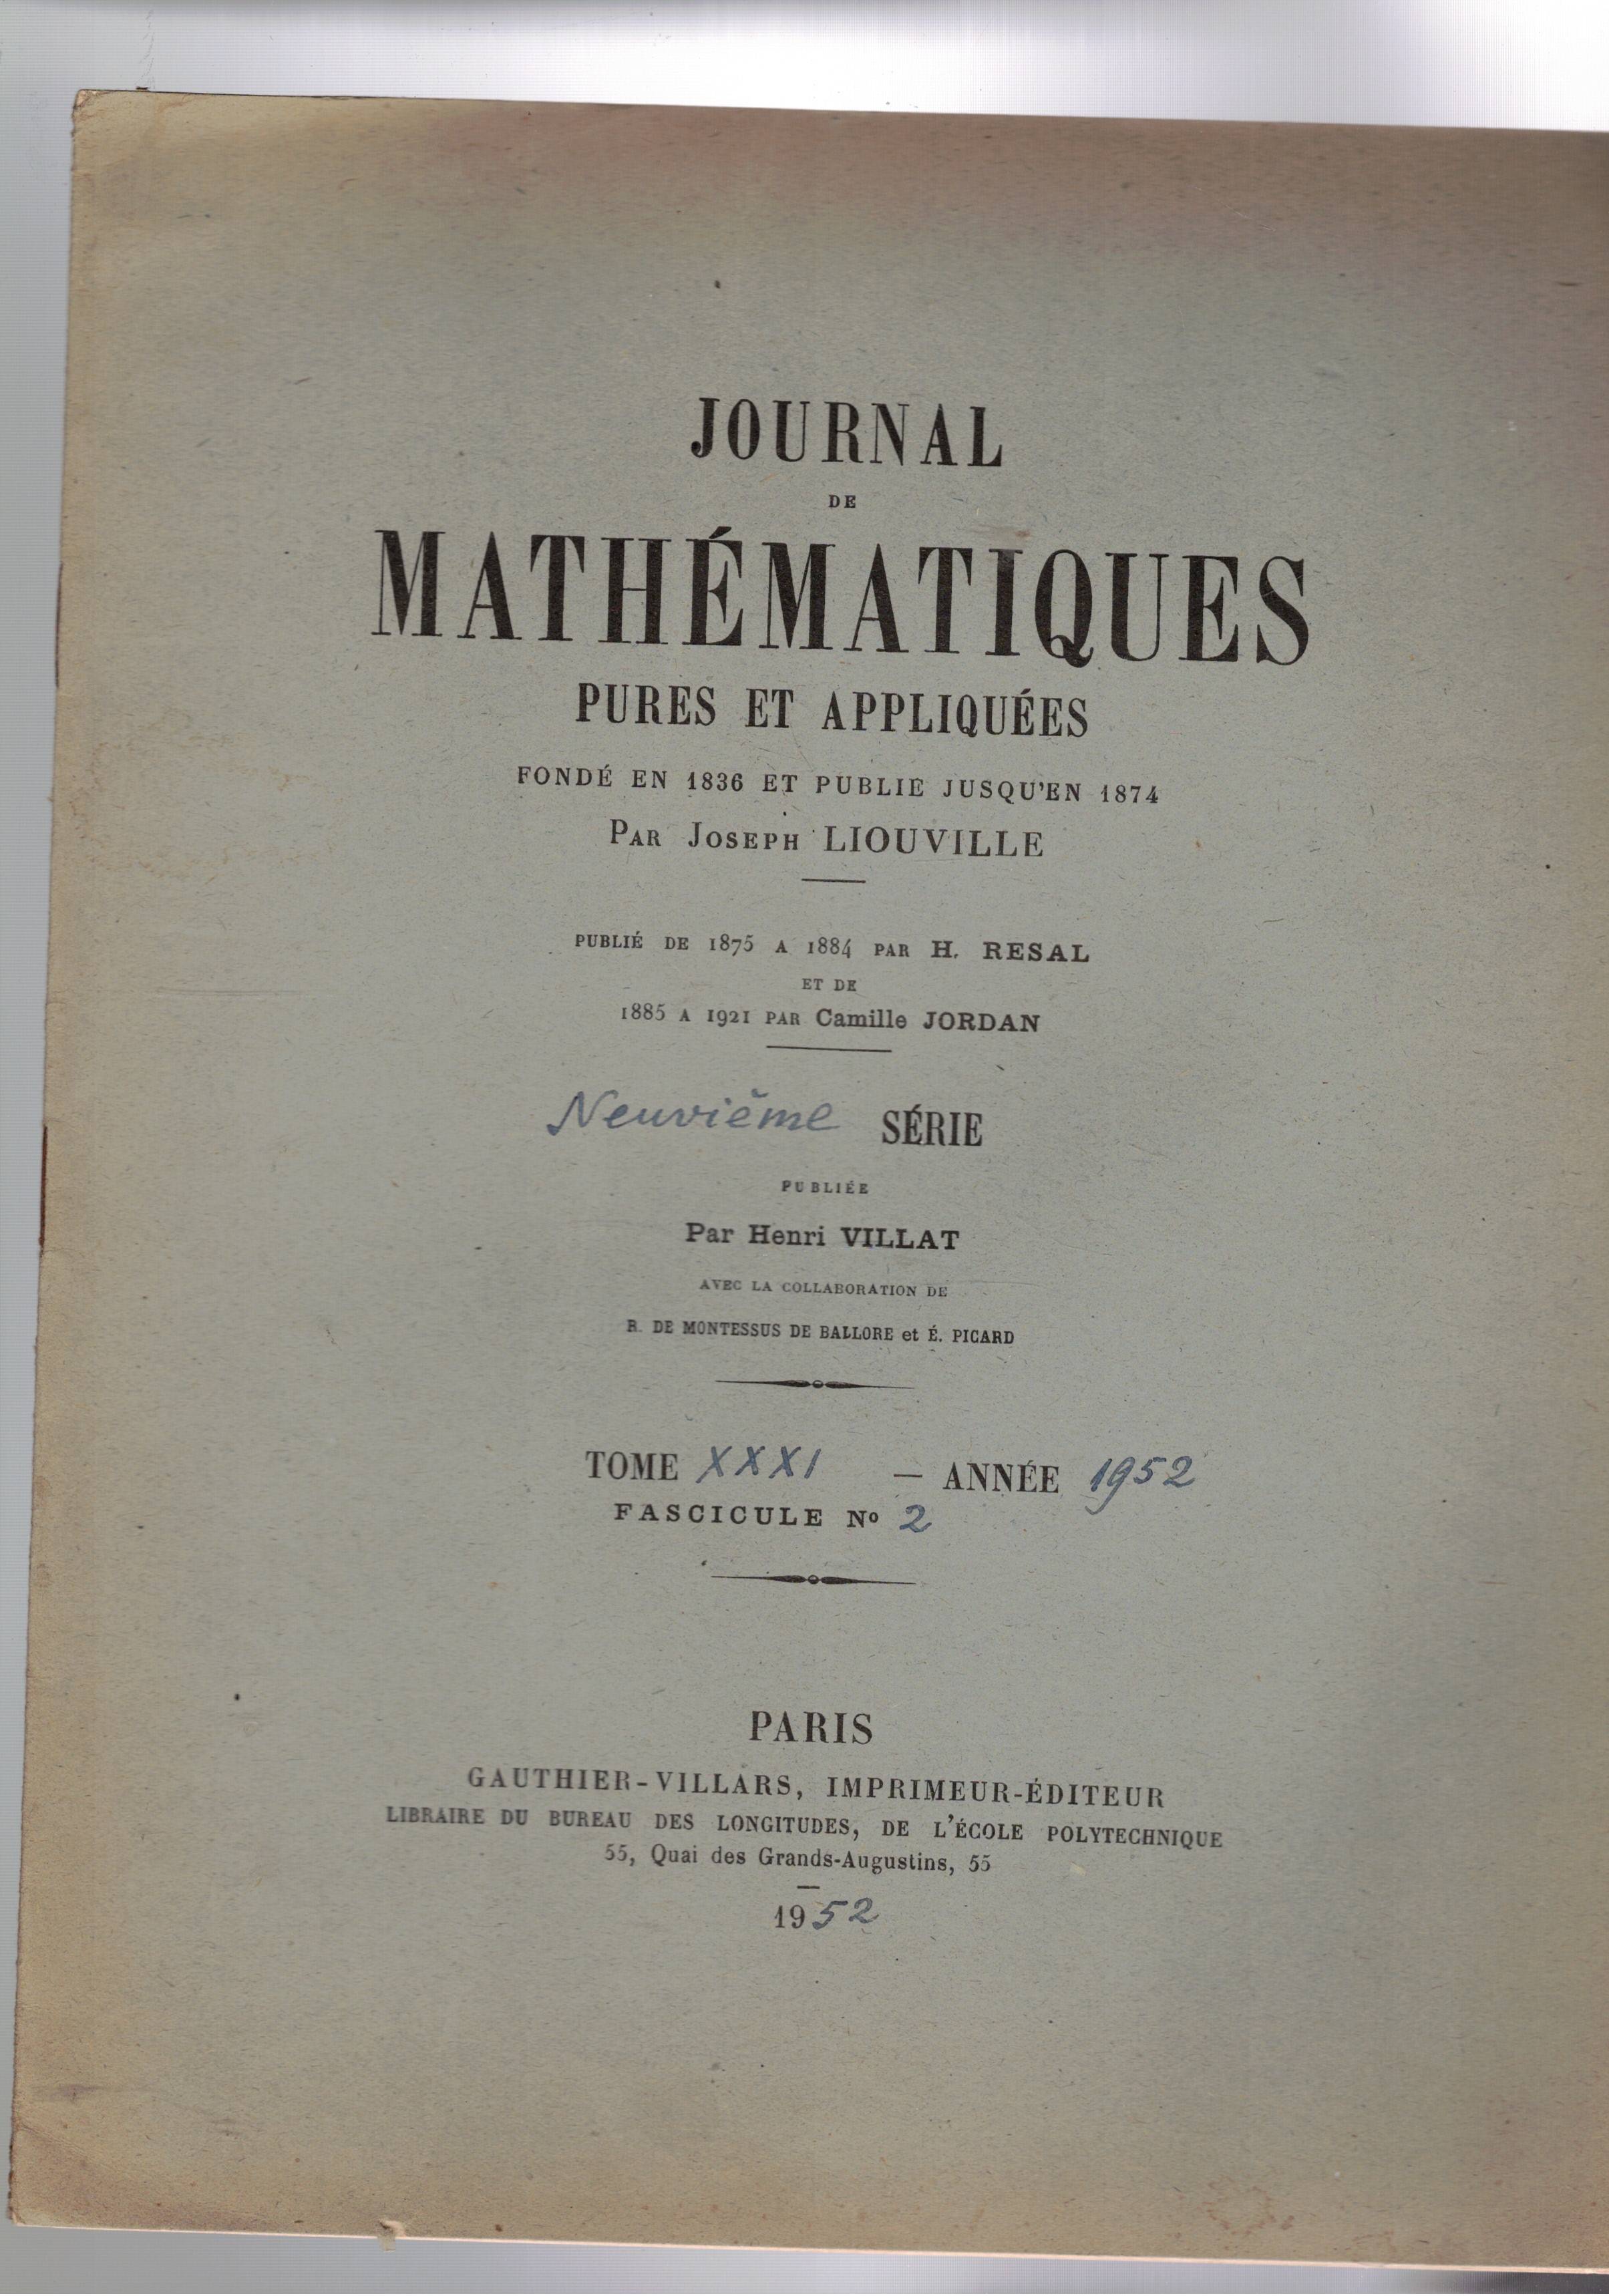 JOURNAL
DE
MATHÉMATIQUES
PURES ET APPLIQUÉES
FONDÉ EN 1836 ET PUBLIE JUSQU'EN 1874
PAR JOSEPH LIOUVILLE
PUBLIÉ DE 1875 A 1884 PAR H. RESAL
ET DE
1885 A 1921 PAR Camille JORDAN
Neuvième SÉRIE
PUBLIÉE
Par Henri VILLAT
AVEC LA COLLABORATION DE
R. DE MONTESSUS DE BALLORE et É. PICARD
TOME XXXI — ANNÉE 1952
FASCICULE No 2
PARIS
GAUTHIER-VILLARS, IMPRIMEUR-ÉDITEUR
LIBRAIRE DU BUREAU DES LONGITUDES, DE L'ÉCOLE POLYTECHNIQUE
55, Quai des Grands-Augustins, 55
1952